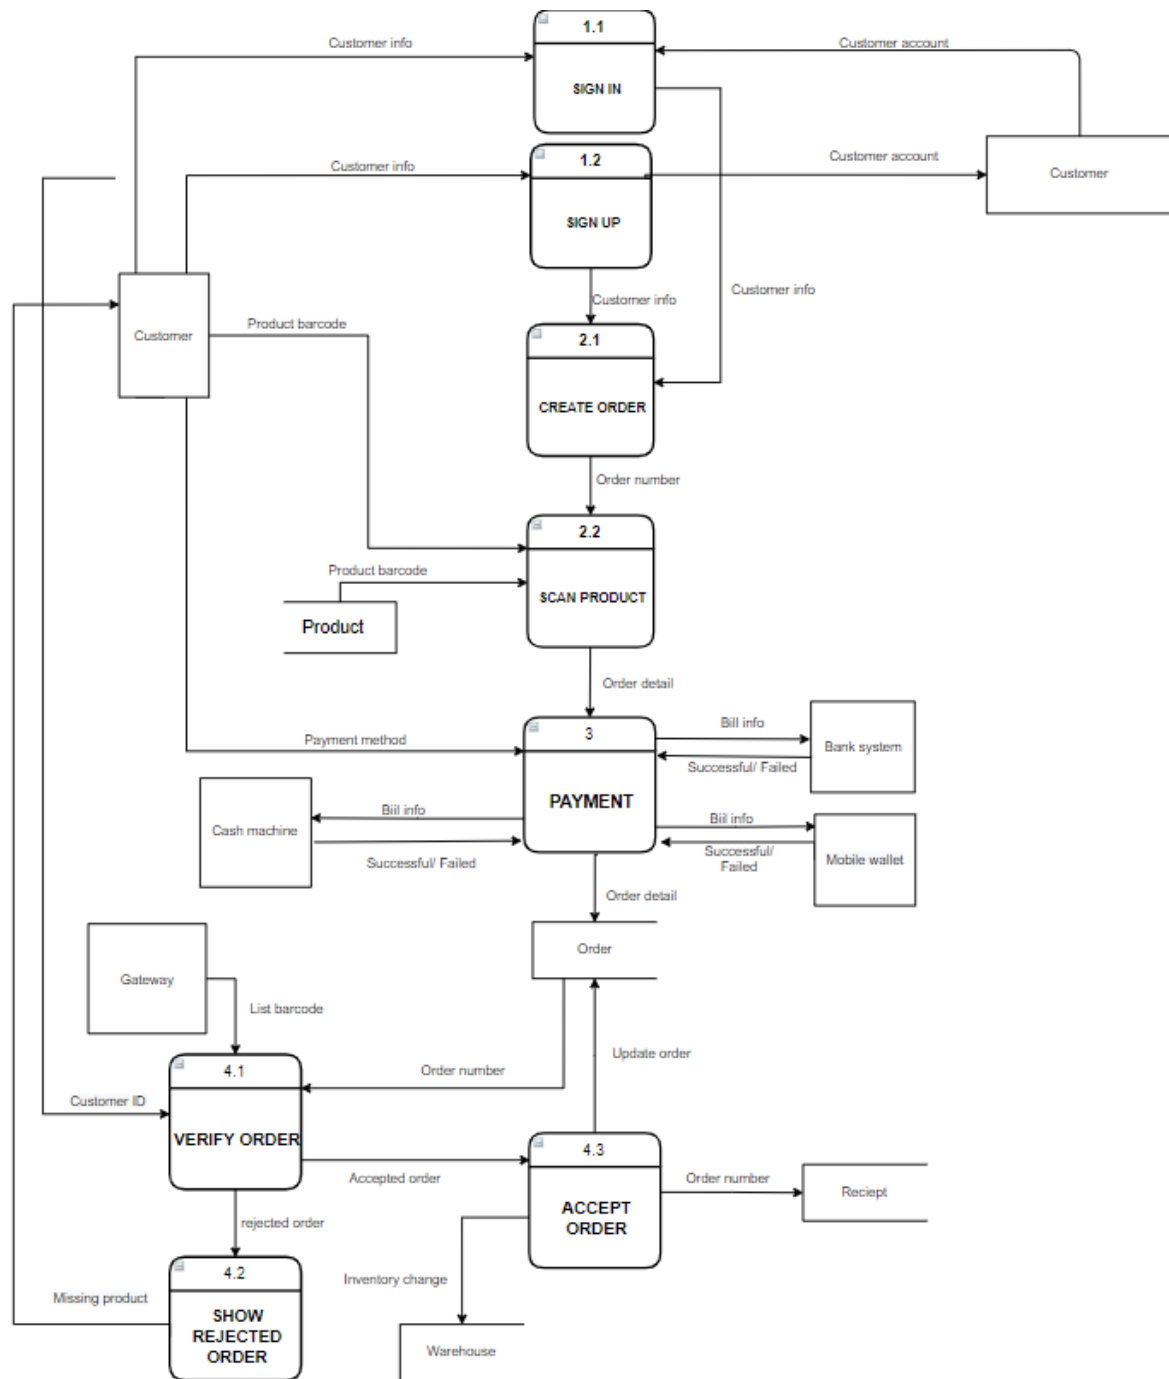 1.1
Customer info
Customer account
SIGN IN
1.2
Customer info
Customer account
Customer
SIGN UP
Customer info
Customer info
Product barcode
Customer
2.1
CREATE ORDER
Order number
2.2
Product barcode
SCAN PRODUCT
Product
Order detail
3
Bill info
Payment method
Bank system
Successful/ Failed
PAYMENT
Biil info
Biil info
Cash machine
Successful/
Failed
Mobile wallet
Successful/ Failed
Order detail
Order
Gateway
List barcode
Update order
4.1
Order number
Customer ID
VERIFY ORDER
4.3
Accepted order
Order number
Reciept
ACCEPT
ORDER
rejected order
4.2
Inventory change
Missing product
SHOW
REJECTED
ORDER
Warehouse